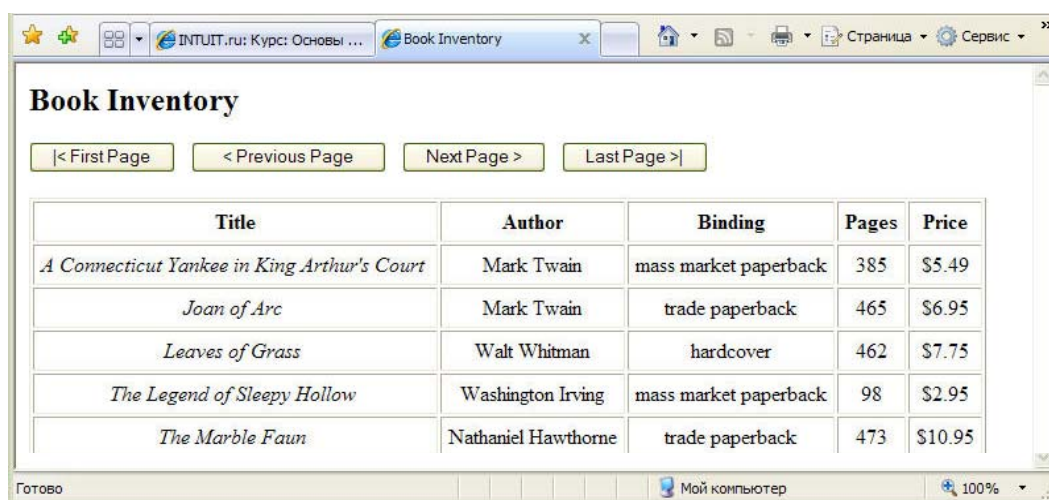 INTUIT.ru: Курс: Основы ... Book Inventory Страница Сервис »
Book Inventory
|< First Page < Previous Page Next Page > Last Page >|
Title Author Binding Pages Price
A Connecticut Yankee in King Arthur's Court Mark Twain mass market paperback 385 $5.49
Joan of Arc Mark Twain trade paperback 465 $6.95
Leaves of Grass Walt Whitman hardcover 462 $7.75
The Legend of Sleepy Hollow Washington Irving mass market paperback 98 $2.95
The Marble Faun Nathaniel Hawthorne trade paperback 473 $10.95
Готово Мой компьютер 100%